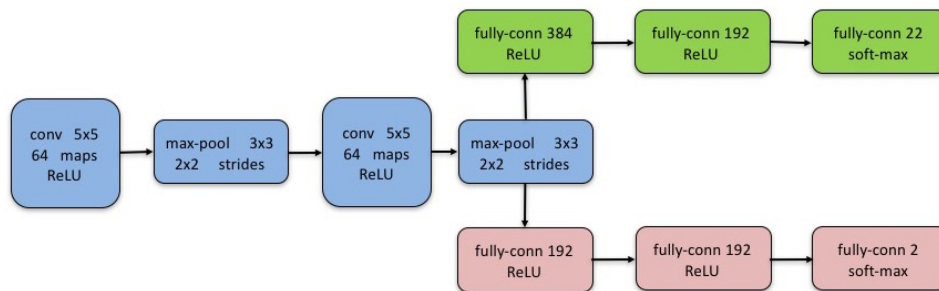 fully-conn 384
ReLU
fully-conn 192
ReLU
fully-conn 22
soft-max
conv 5x5
64 maps
ReLU
max-pool 3x3
2x2 strides
conv 5x5
64 maps
ReLU
max-pool 3x3
2x2 strides
fully-conn 192
ReLU
fully-conn 192
ReLU
fully-conn 2
soft-max